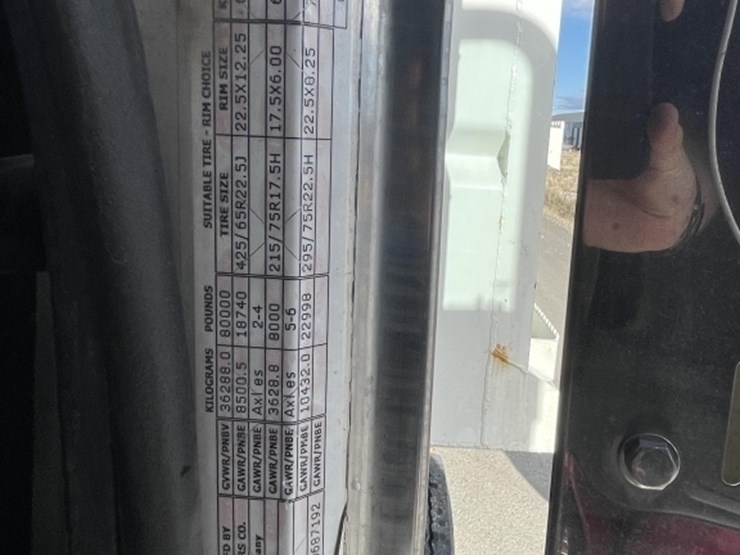 KILOGRAMS POUNDS SUITABLE TIRE - RIM CHOICE
GVWR/PNBV 36288.0 80000 TIRE SIZE RIM SIZE
D BY GAWR/PNBE 8500.5 18740 425/65R22.5J 22.5X12.25
RS CO. GAWR/PNBE Axles 2-4
any GAWR/PNBE 3628.8 8000 215/75R17.5H 17.5X6.00
GAWR/PNBE Axles 5-6
GAWR/PNBE 10432.0 22998 295/75R22.5H 22.5X8.25
687192 GAWR/PNBE